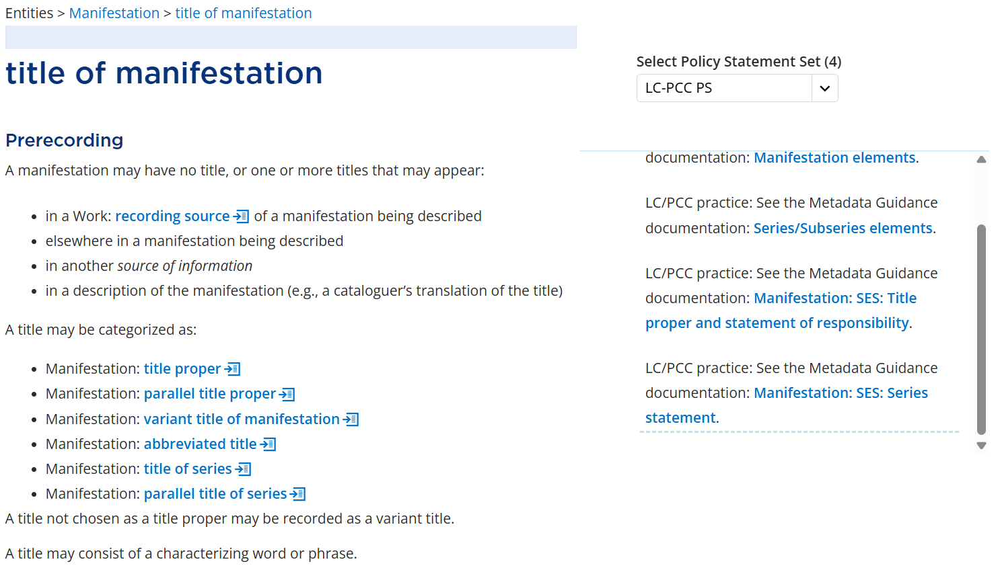 Entities > Manifestation > title of manifestation
title of manifestation
Prerecording
A manifestation may have no title, or one or more titles that may appear:
• in a Work: recording source of a manifestation being described
• elsewhere in a manifestation being described
• in another source of information
• in a description of the manifestation (e.g., a cataloguer’s translation of the title)
A title may be categorized as:
• Manifestation: title proper
• Manifestation: parallel title proper
• Manifestation: variant title of manifestation
• Manifestation: abbreviated title
• Manifestation: title of series
• Manifestation: parallel title of series
A title not chosen as a title proper may be recorded as a variant title.
A title may consist of a characterizing word or phrase.
Select Policy Statement Set (4)
LC-PCC PS
documentation: Manifestation elements.
LC/PCC practice: See the Metadata Guidance
documentation: Series/Subseries elements.
LC/PCC practice: See the Metadata Guidance
documentation: Manifestation: SES: Title
proper and statement of responsibility.
LC/PCC practice: See the Metadata Guidance
documentation: Manifestation: SES: Series
statement.